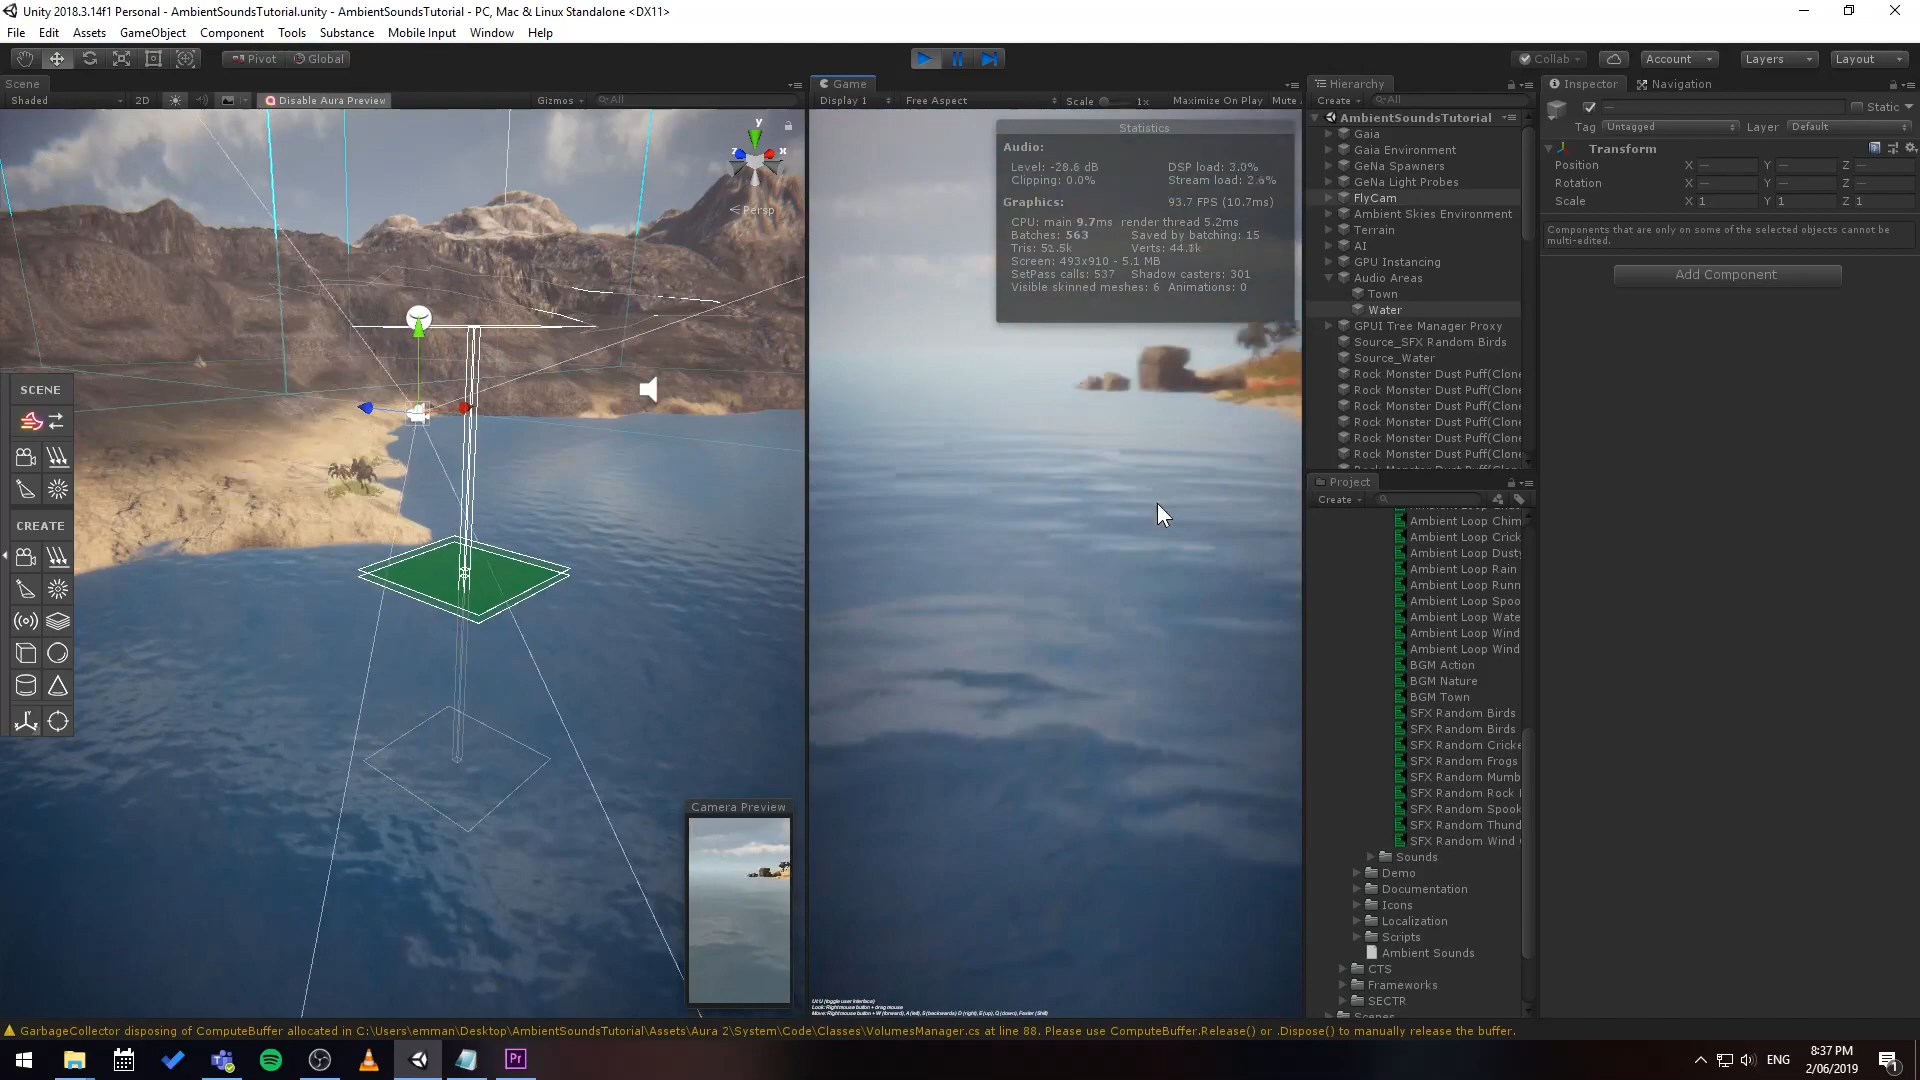 Unity 2018.3.14f1 Personal - AmbientSoundsTutorial.unity - AmbientSoundsTutorial - PC, Mac & Linux Standalone <DX11>
File Edit Assets GameObject Component Tools Substance Mobile Input Window Help
Pivot Global Collab Account Layers Layout
Scene
Shaded 2D Disable Aura Preview Gizmos All
y
z x
Persp
SCENE
CREATE
Camera Preview
Game
Display 1 Free Aspect Scale 1x Maximize On Play Mute
Statistics
Audio:
Level: -28.6 dB DSP load: 3.0%
Clipping: 0.0% Stream load: 2.6%
Graphics: 93.7 FPS (10.7ms)
CPU: main 9.7ms render thread 5.2ms
Batches: 563 Saved by batching: 15
Tris: 52.5k Verts: 44.1k
Screen: 493x910 - 5.1 MB
SetPass calls: 537 Shadow casters: 301
Visible skinned meshes: 6 Animations: 0
Look: Rightmouse button + drag mouse
Hierarchy
Create All
AmbientSoundsTutorial
Gaia
Gaia Environment
GeNa Spawners
GeNa Light Probes
FlyCam
Ambient Skies Environment
Terrain
AI
GPU Instancing
Audio Areas
Town
Water
GPUI Tree Manager Proxy
Source_SFX Random Birds
Source_Water
Rock Monster Dust Puff(Clone
Rock Monster Dust Puff(Clone
Rock Monster Dust Puff(Clone
Rock Monster Dust Puff(Clone
Rock Monster Dust Puff(Clone
Rock Monster Dust Puff(Clone
Project
Create
Ambient Loop Chim
Ambient Loop Crick
Ambient Loop Dusty
Ambient Loop Rain
Ambient Loop Runn
Ambient Loop Spoo
Ambient Loop Wate
Ambient Loop Wind
Ambient Loop Wind
BGM Action
BGM Nature
BGM Town
SFX Random Birds
SFX Random Birds
SFX Random Cricke
SFX Random Frogs
SFX Random Mumb
SFX Random Rock
SFX Random Spook
SFX Random Thund
SFX Random Wind
Sounds
Demo
Documentation
Icons
Localization
Scripts
Ambient Sounds
CTS
Frameworks
SECTR
Inspector Navigation
Static
Tag Untagged Layer Default
Transform
Position X — Y — Z —
Rotation X — Y — Z —
Scale X 1 Y 1 Z 1
Components that are only on some of the selected objects cannot be
multi-edited.
Add Component
GarbageCollector disposing of ComputeBuffer allocated in C:\Users\emman\Desktop\AmbientSoundsTutorial\Assets\Aura 2\System\Code\Classes\VolumesManager.cs at line 88. Please use ComputeBuffer.Release() or .Dispose() to manually release the buffer.
Pr
ENG
8:37 PM
2/06/2019
1